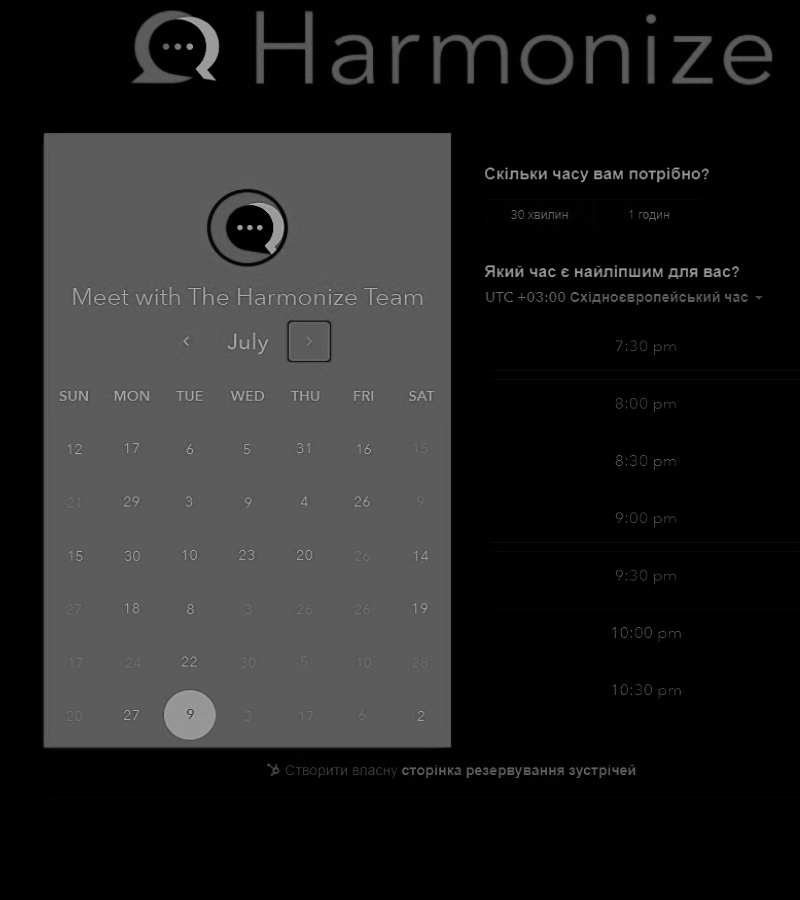 Harmonize
Meet with The Harmonize Team
July
SUN MON TUE WED THU FRI SAT
12 17 6 5 31 16 15
21 29 3 9 4 26 9
15 30 10 23 20 26 14
27 18 8 3 26 26 19
17 24 22 30 5 10 28
20 27 9 3 17 6 2
Скільки часу вам потрібно?
30 хвилин 1 годин
Який час є найліпшим для вас?
UTC +03:00 Східноєвропейський час
7:30 pm
8:00 pm
8:30 pm
9:00 pm
9:30 pm
10:00 pm
10:30 pm
Створити власну сторінка резервування зустрічей